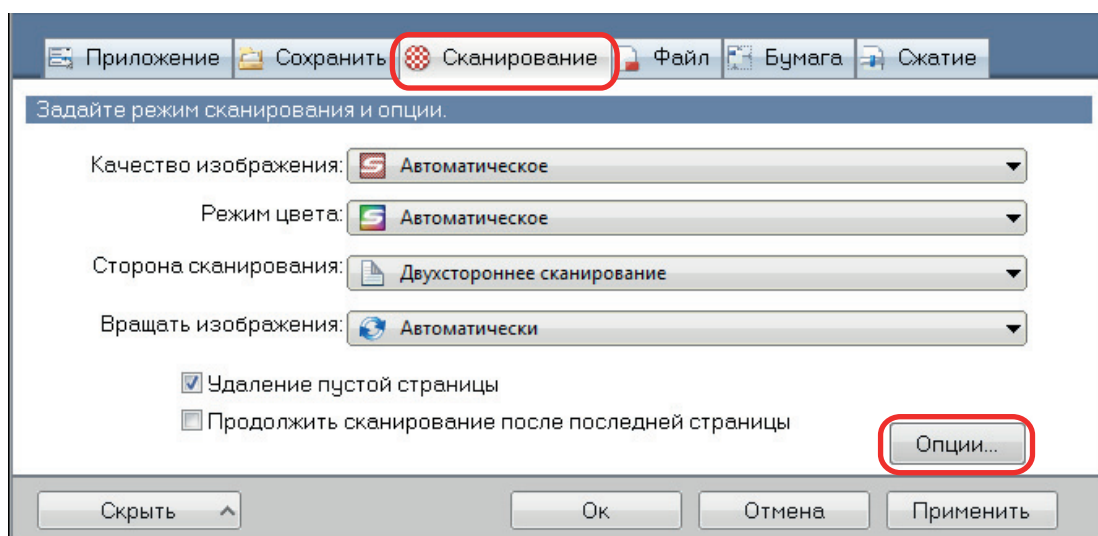 Приложение Сохранить Сканирование Файл Бумага Сжатие
Задайте режим сканирования и опции.
Качество изображения: Автоматическое
Режим цвета: Автоматическое
Сторона сканирования: Двухстороннее сканирование
Вращать изображения: Автоматически
Удаление пустой страницы
Продолжить сканирование после последней страницы
Опции...
Скрыть Ок Отмена Применить